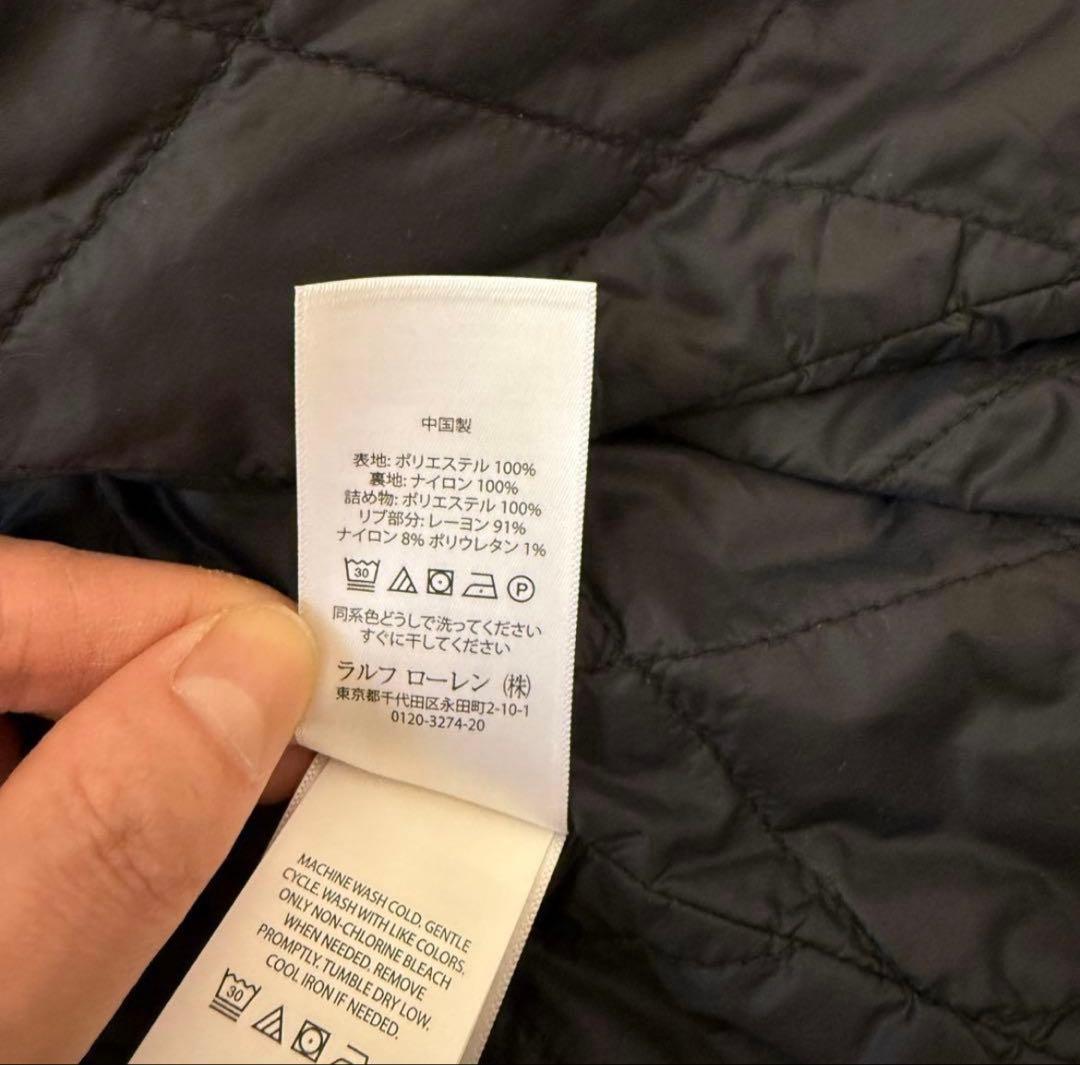 中国製
表地: ポリエステル 100%
裏地: ナイロン 100%
詰め物: ポリエステル 100%
リブ部分: レーヨン 91%
ナイロン 8% ポリウレタン 1%
30 P
同系色どうしで洗ってください
すぐに干してください
ラルフ ローレン (株)
東京都千代田区永田町2-10-1
0120-3274-20
MACHINE WASH COLD. GENTLE
CYCLE. WASH WITH LIKE COLORS.
ONLY NON-CHLORINE BLEACH
WHEN NEEDED. REMOVE
PROMPTLY. TUMBLE DRY LOW.
COOL IRON IF NEEDED.
30